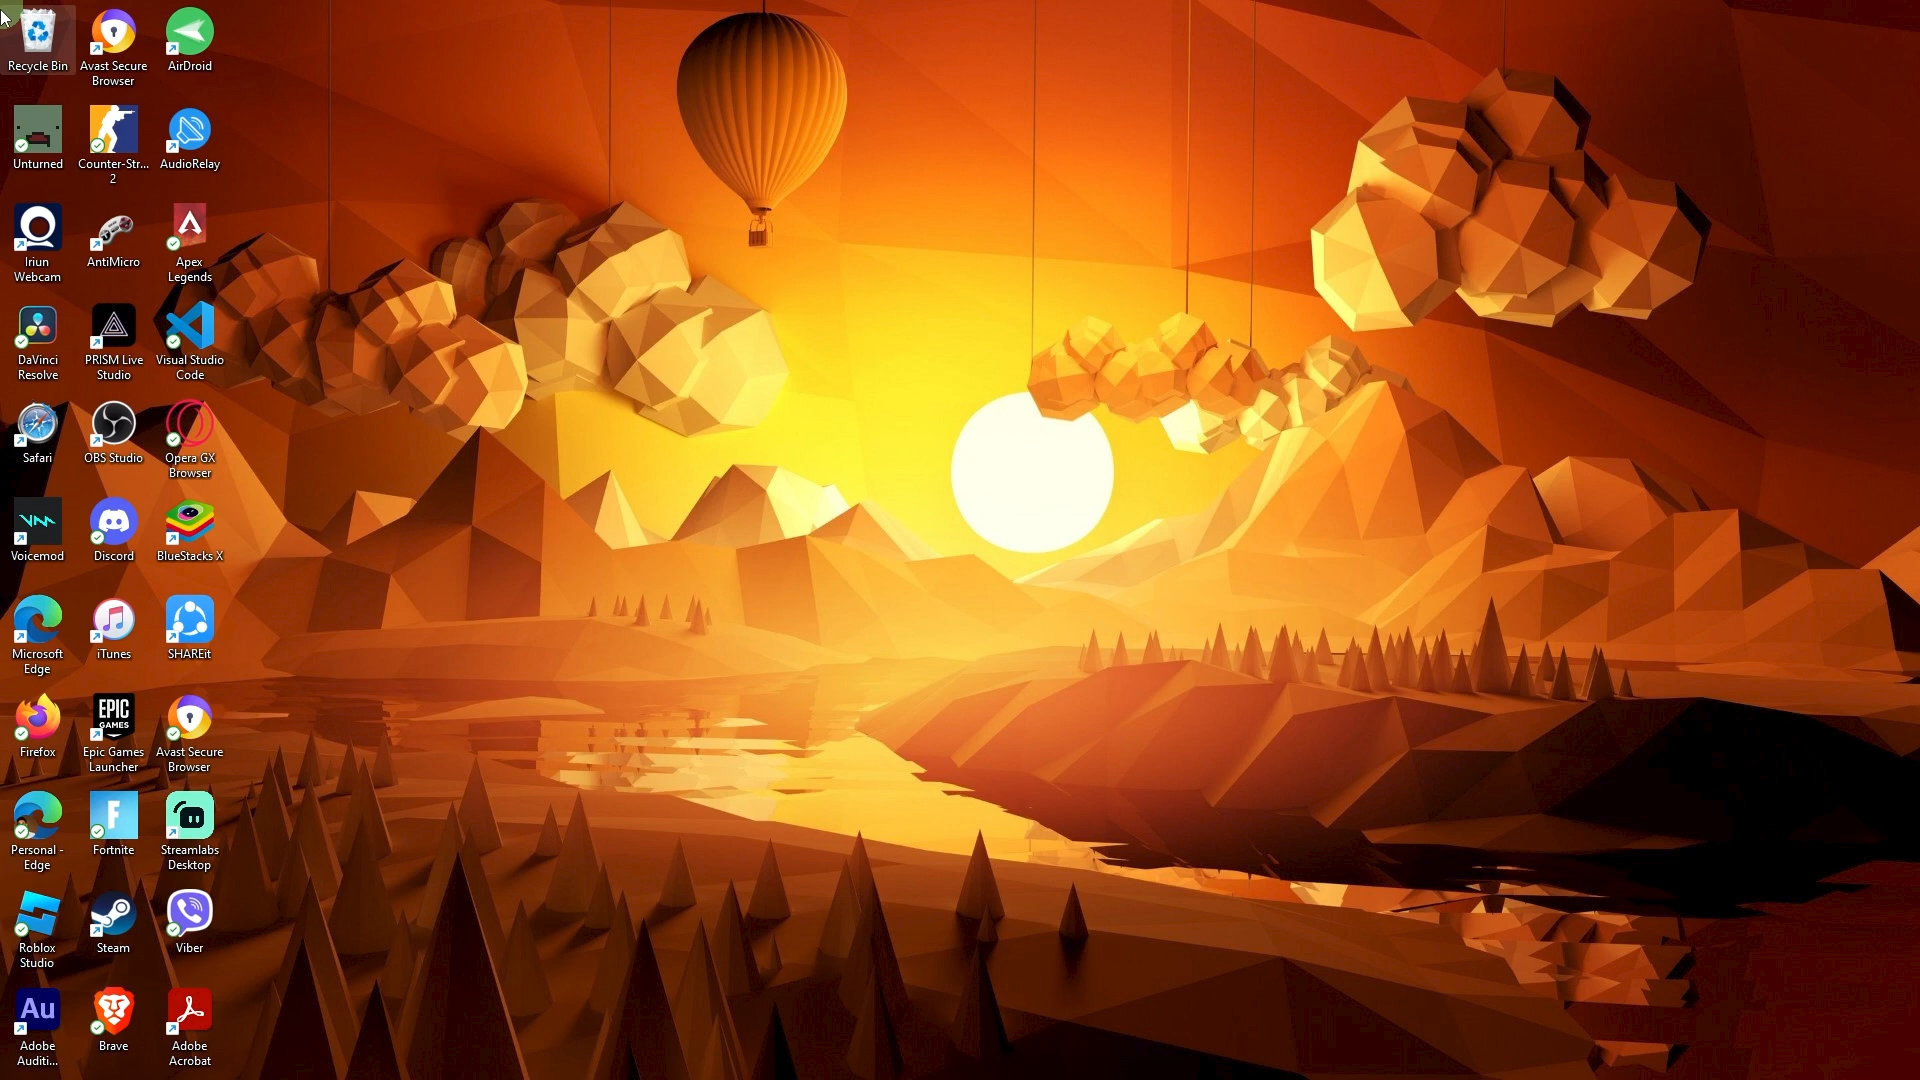 Recycle Bin
Avast Secure
Browser
AirDroid
Unturned
Counter-Str...
2
AudioRelay
Iriun
Webcam
AntiMicro
Apex
Legends
DaVinci
Resolve
PRISM Live
Studio
Visual Studio
Code
Safari
OBS Studio
Opera GX
Browser
Voicemod
Discord
BlueStacks X
Microsoft
Edge
iTunes
SHAREit
Firefox
EPIC
GAMES
Epic Games
Launcher
Avast Secure
Browser
Personal -
Edge
F
Fortnite
Streamlabs
Desktop
Roblox
Studio
Steam
Viber
Au
Adobe
Auditi...
Brave
Adobe
Acrobat